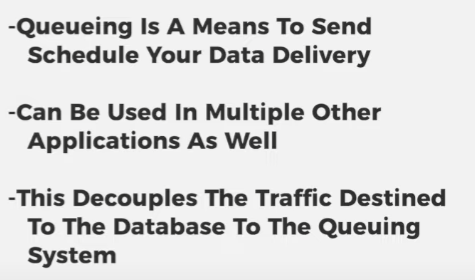 -Queueing Is A Means To Send
Schedule Your Data Delivery
-Can Be Used In Multiple Other
Applications As Well
-This Decouples The Traffic Destined
To The Database To The Queuing
System